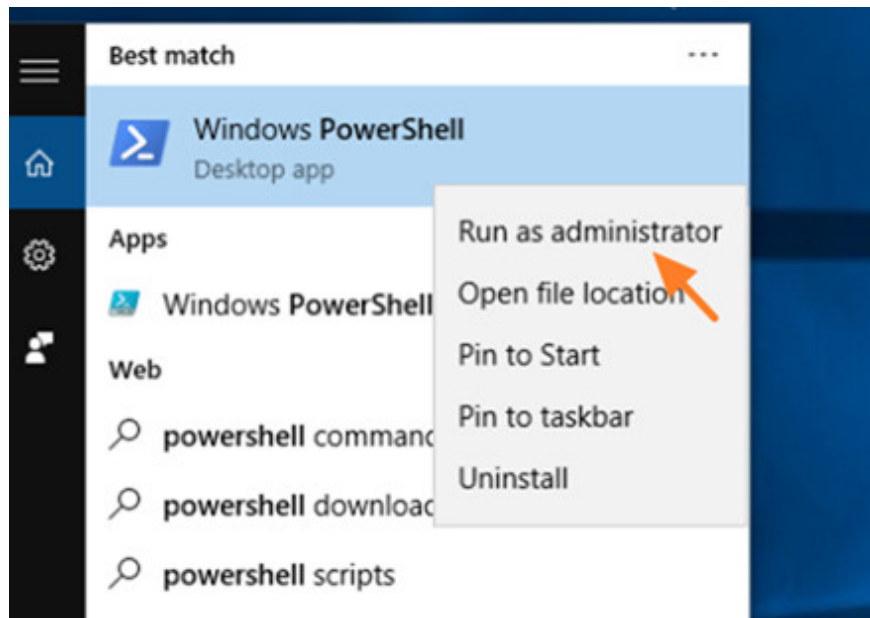 Best match
Windows PowerShell
Desktop app
Run as administrator
Apps
Open file location
Windows PowerShell
Pin to Start
Web
Pin to taskbar
powershell
Uninstall
powershell
powershell scripts